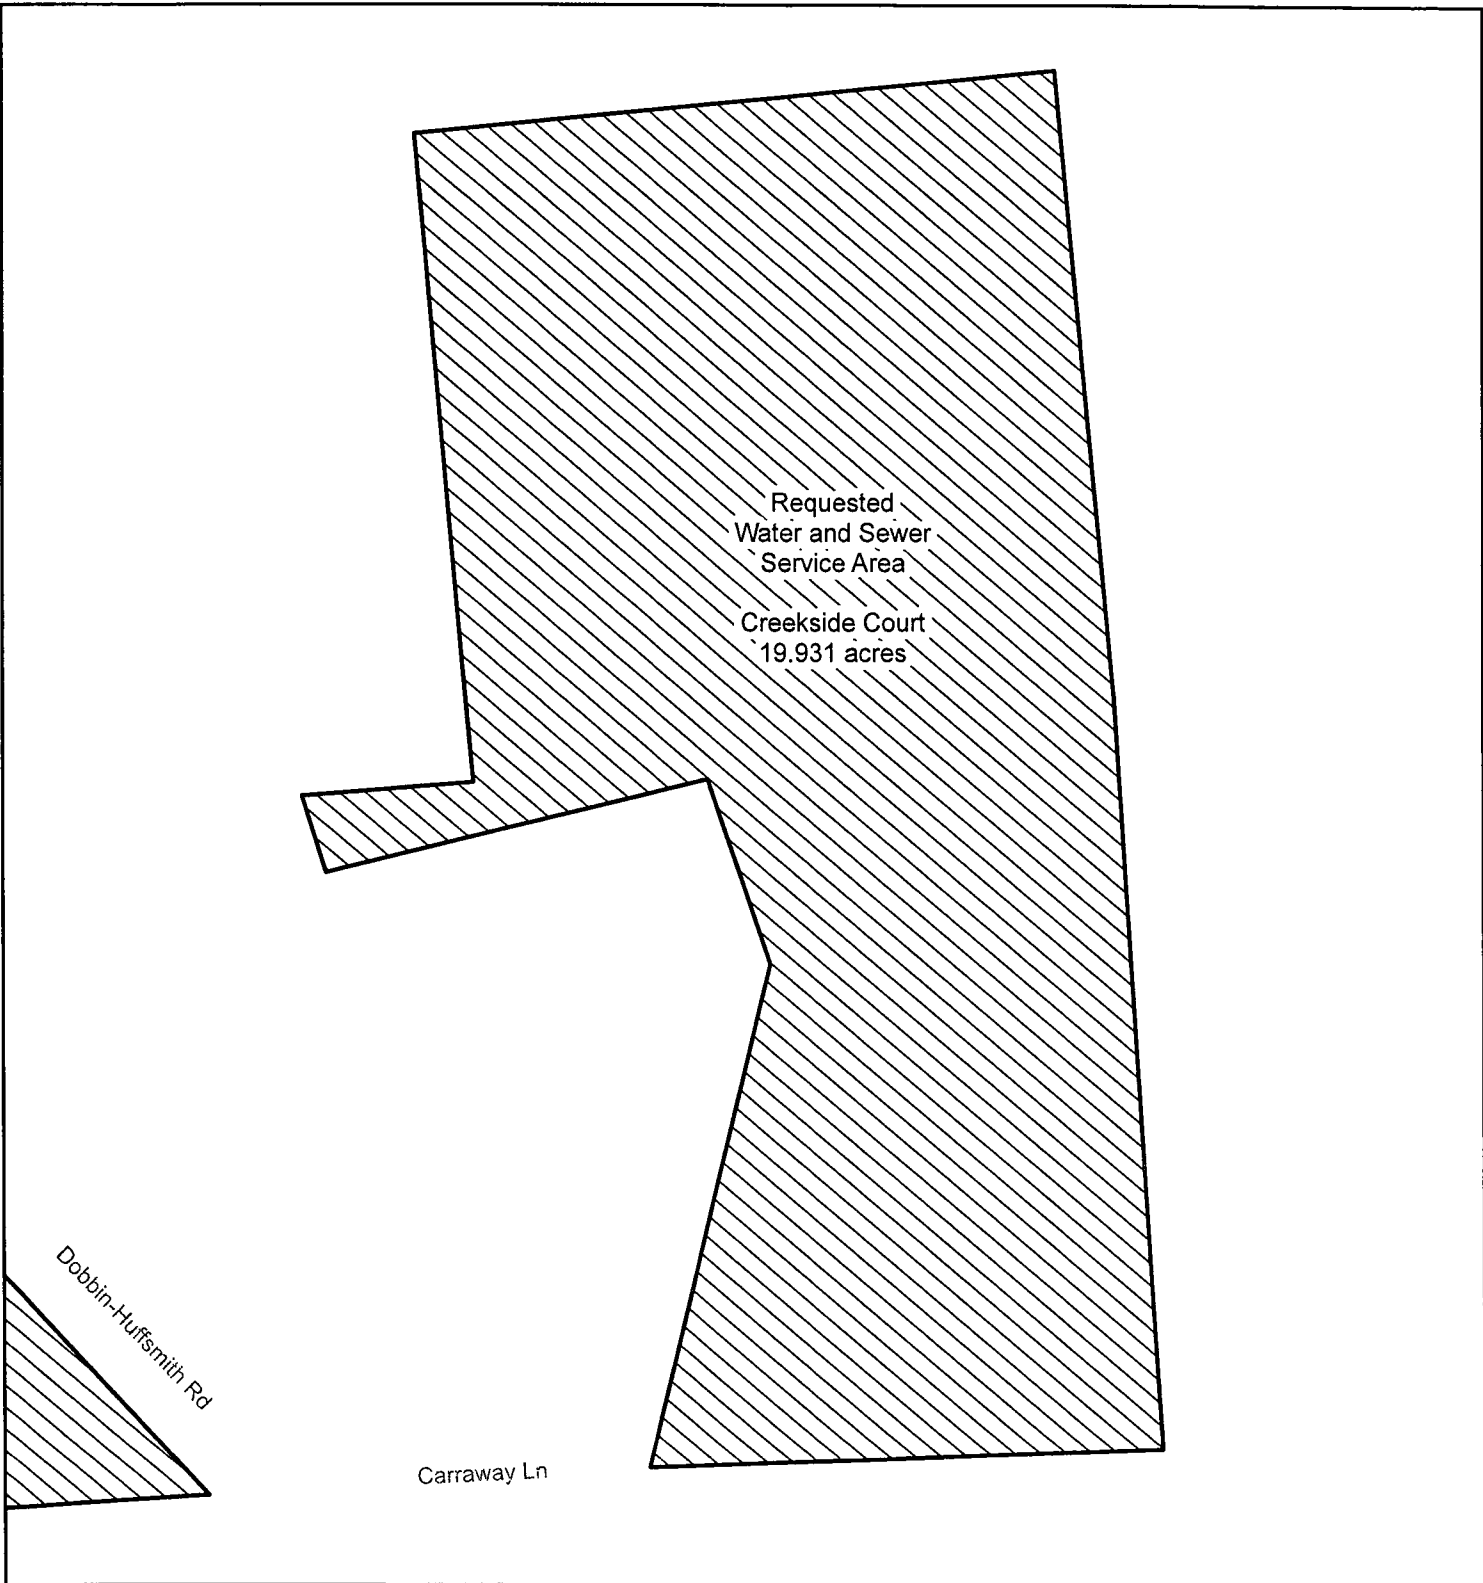 Requested
Water and Sewer
Service Area
Creekside Court
19.931 acres
Dobbin-Huffsmith Rd
Carraway Ln